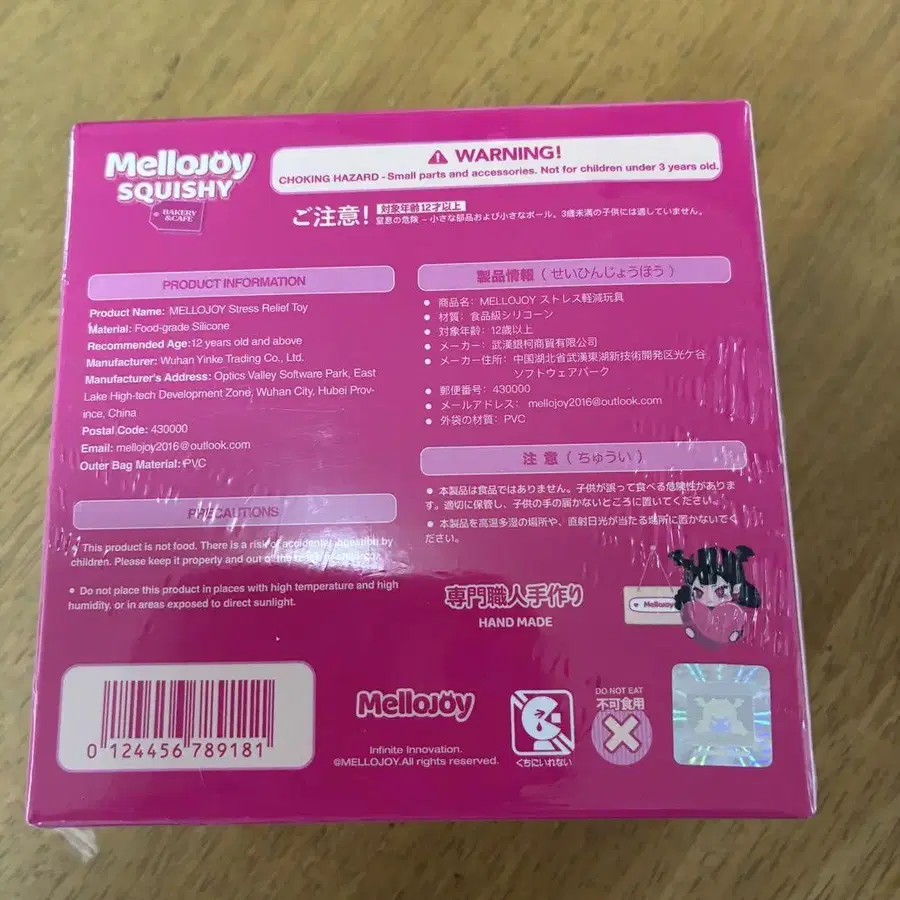 MelloJoy
SQUISHY
BAKERY
&CAFE
WARNING!
CHOKING HAZARD - Small parts and accessories. Not for children under 3 years old.
ご注意! 対象年齢12才以上
窒息の危険 - 小さな部品および小さなボール。3歳未満の子供には適していません。
PRODUCT INFORMATION
Product Name: MELLOJOY Stress Relief Toy
Material: Food-grade Silicone
Recommended Age:12 years old and above
Manufacturer: Wuhan Yinke Trading Co., Ltd.
Manufacturer's Address: Optics Valley Software Park, East
Lake High-tech Development Zone, Wuhan City, Hubei Prov-
ince, China
Postal Code: 430000
Email: mellojoy2016@outlook.com
Outer Bag Material: PVC
PRECAUTIONS
This product is not food. There is a risk of accidental ingestion by
children. Please keep it properly and out of the reach of children.
● Do not place this product in places with high temperature and high
humidity, or in areas exposed to direct sunlight.
製品情報 ( せいひんじょうほう )
● 商品名: MELLOJOY ストレス軽減玩具
● 材質: 食品級シリコーン
● 対象年齢: 12歳以上
● メーカー: 武漢銀柯商貿有限公司
● メーカー住所: 中国湖北省武漢東湖新技術開発区光ケ谷
ソフトウェアパーク
● 郵便番号: 430000
● メールアドレス: mellojoy2016@outlook.com
● 外袋の材質: PVC
注 意 ( ちゅうい )
● 本製品は食品ではありません。子供が誤って食べる危険性がありま
す。適切に保管し、子供の手の届かないところに置いてください。
● 本製品を高温多湿の場所や、直射日光が当たる場所に置かないでく
ださい。
専門職人手作り
HAND MADE
Mellojoy
0 124456 789181
MelloJoy
Infinite Innovation.
@MELLOJOY.All rights reserved.
くちにいれない
DO NOT EAT
不可食用